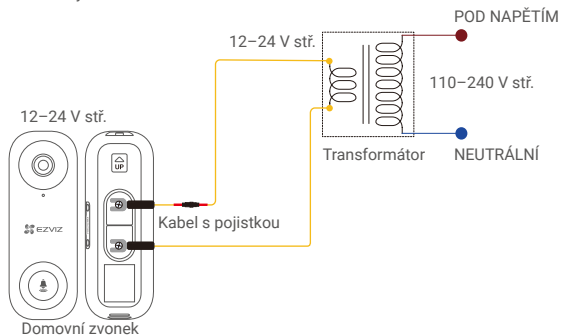 POD NAPĚTÍM
12–24 V stř.
110–240 V stř.
12–24 V stř.
Transformátor
NEUTRÁLNÍ
UP
Kabel s pojistkou
EZVIZ
Domovní zvonek